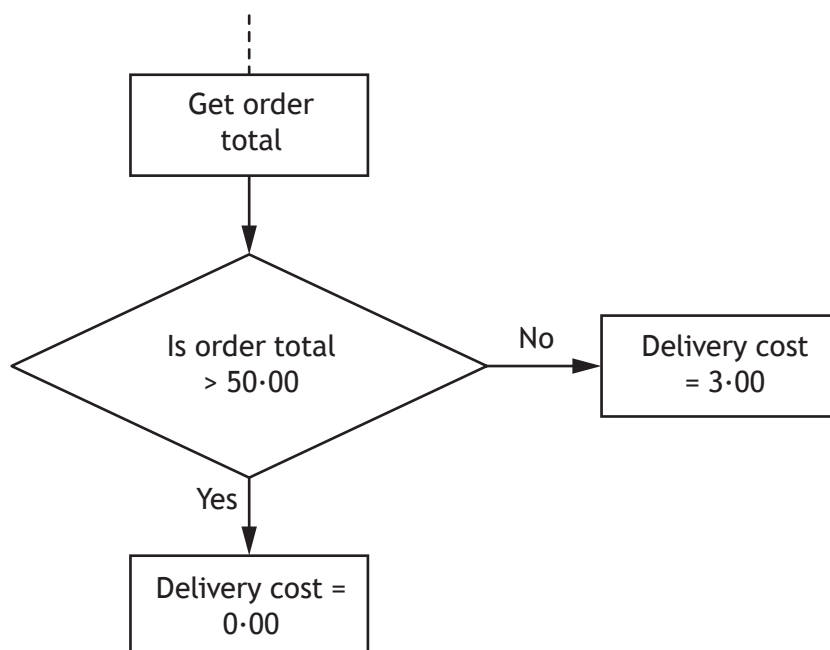 Get order
total
Is order total
> 50·00
No
Delivery cost
= 3·00
Yes
Delivery cost =
0·00